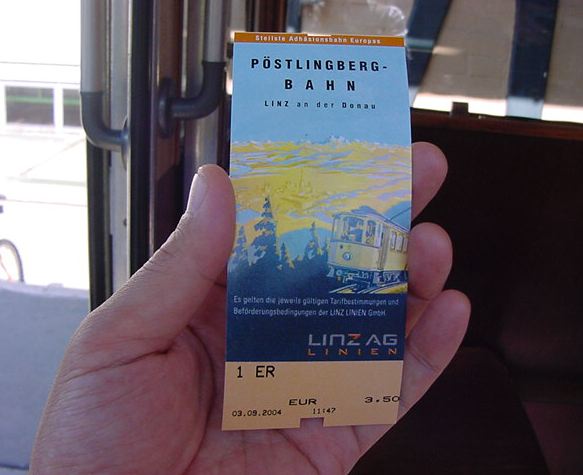 Steilste Adhäsionsbahn Europas
PÖSTLINGBERG-
BAHN
LINZ an der Donau
Es gelten die jeweils gültigen Tarifbestimmungen und
Beförderungsbedingungen der LINZ LINIEN GmbH.
LINZ AG
LINIEN
1 ER
EUR 3.50
03.09.2004 11:47